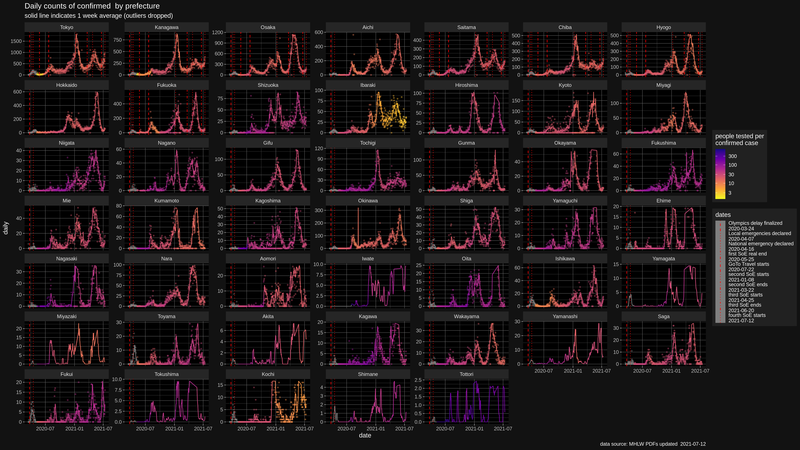 Daily counts of confirmed  by prefecture
solid line indicates 1 week average (outliers dropped)
Tokyo Kanagawa Osaka Aichi Saitama Chiba Hyogo
Hokkaido Fukuoka Shizuoka Ibaraki Hiroshima Kyoto Miyagi
Niigata Nagano Gifu Tochigi Gunma Okayama Fukushima
Mie Kumamoto Kagoshima Okinawa Shiga Yamaguchi Ehime
Nagasaki Nara Aomori Iwate Oita Ishikawa Yamagata
Miyazaki Toyama Akita Kagawa Wakayama Yamanashi Saga
Fukui Tokushima Kochi Shimane Tottori
2020-07 2021-01 2021-07
daily
date
people tested per
confirmed case
300
100
30
10
3
dates
Olympics delay finalized
2020-03-24
Local emergencies declared
2020-04-07
National emergency declared
2020-04-16
first SoE real end
2020-05-25
GoTo Travel starts
2020-07-22
second SoE starts
2021-01-08
second SoE ends
2021-03-22
third SoE starts
2021-04-25
third SoE ends
2021-06-20
fourth SoE starts
2021-07-12
data source: MHLW PDFs updated  2021-07-12